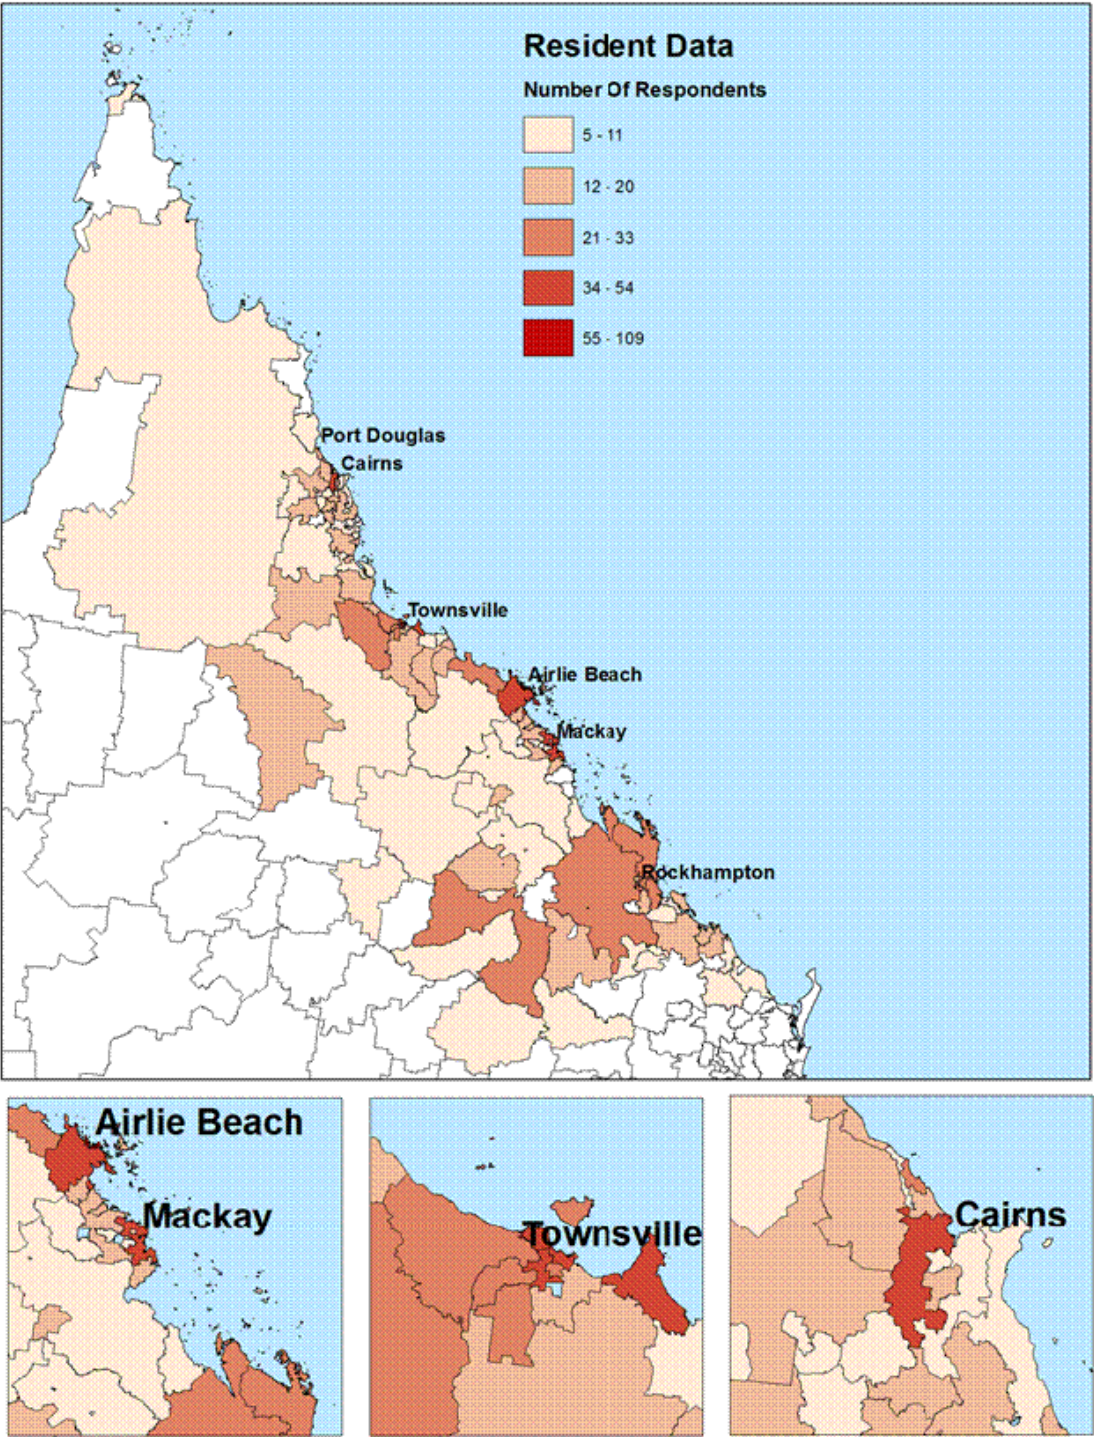 Resident Data
Number Of Respondents
5 - 11
12 - 20
21 - 33
34 - 54
55 - 109
Port Douglas
Cairns
Townsville
Airlie Beach
Mackay
Rockhampton
Airlie Beach
Mackay
Townsville
Cairns